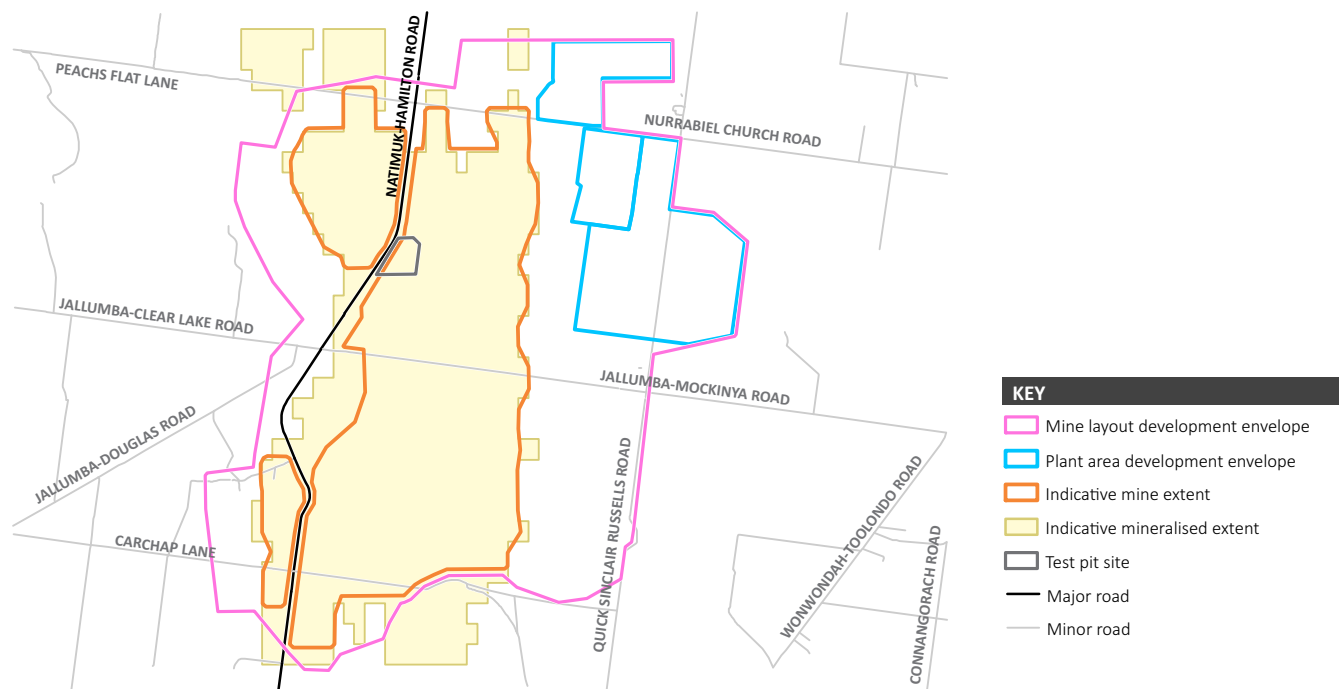 NATIMUK-HAMILTON ROAD
PEACHS FLAT LANE
NURRABIEL CHURCH ROAD
JALLUMBA-CLEAR LAKE ROAD
JALLUMBA-MOCKINYA ROAD
JALLUMBA-DOUGLAS ROAD
CARCHAP LANE
QUICK SINCLAIR RUSSELLS ROAD
WONWONDAH-TOOLONDO ROAD
CONNANGORACH ROAD
KEY
Mine layout development envelope
Plant area development envelope
Indicative mine extent
Indicative mineralised extent
Test pit site
Major road
Minor road